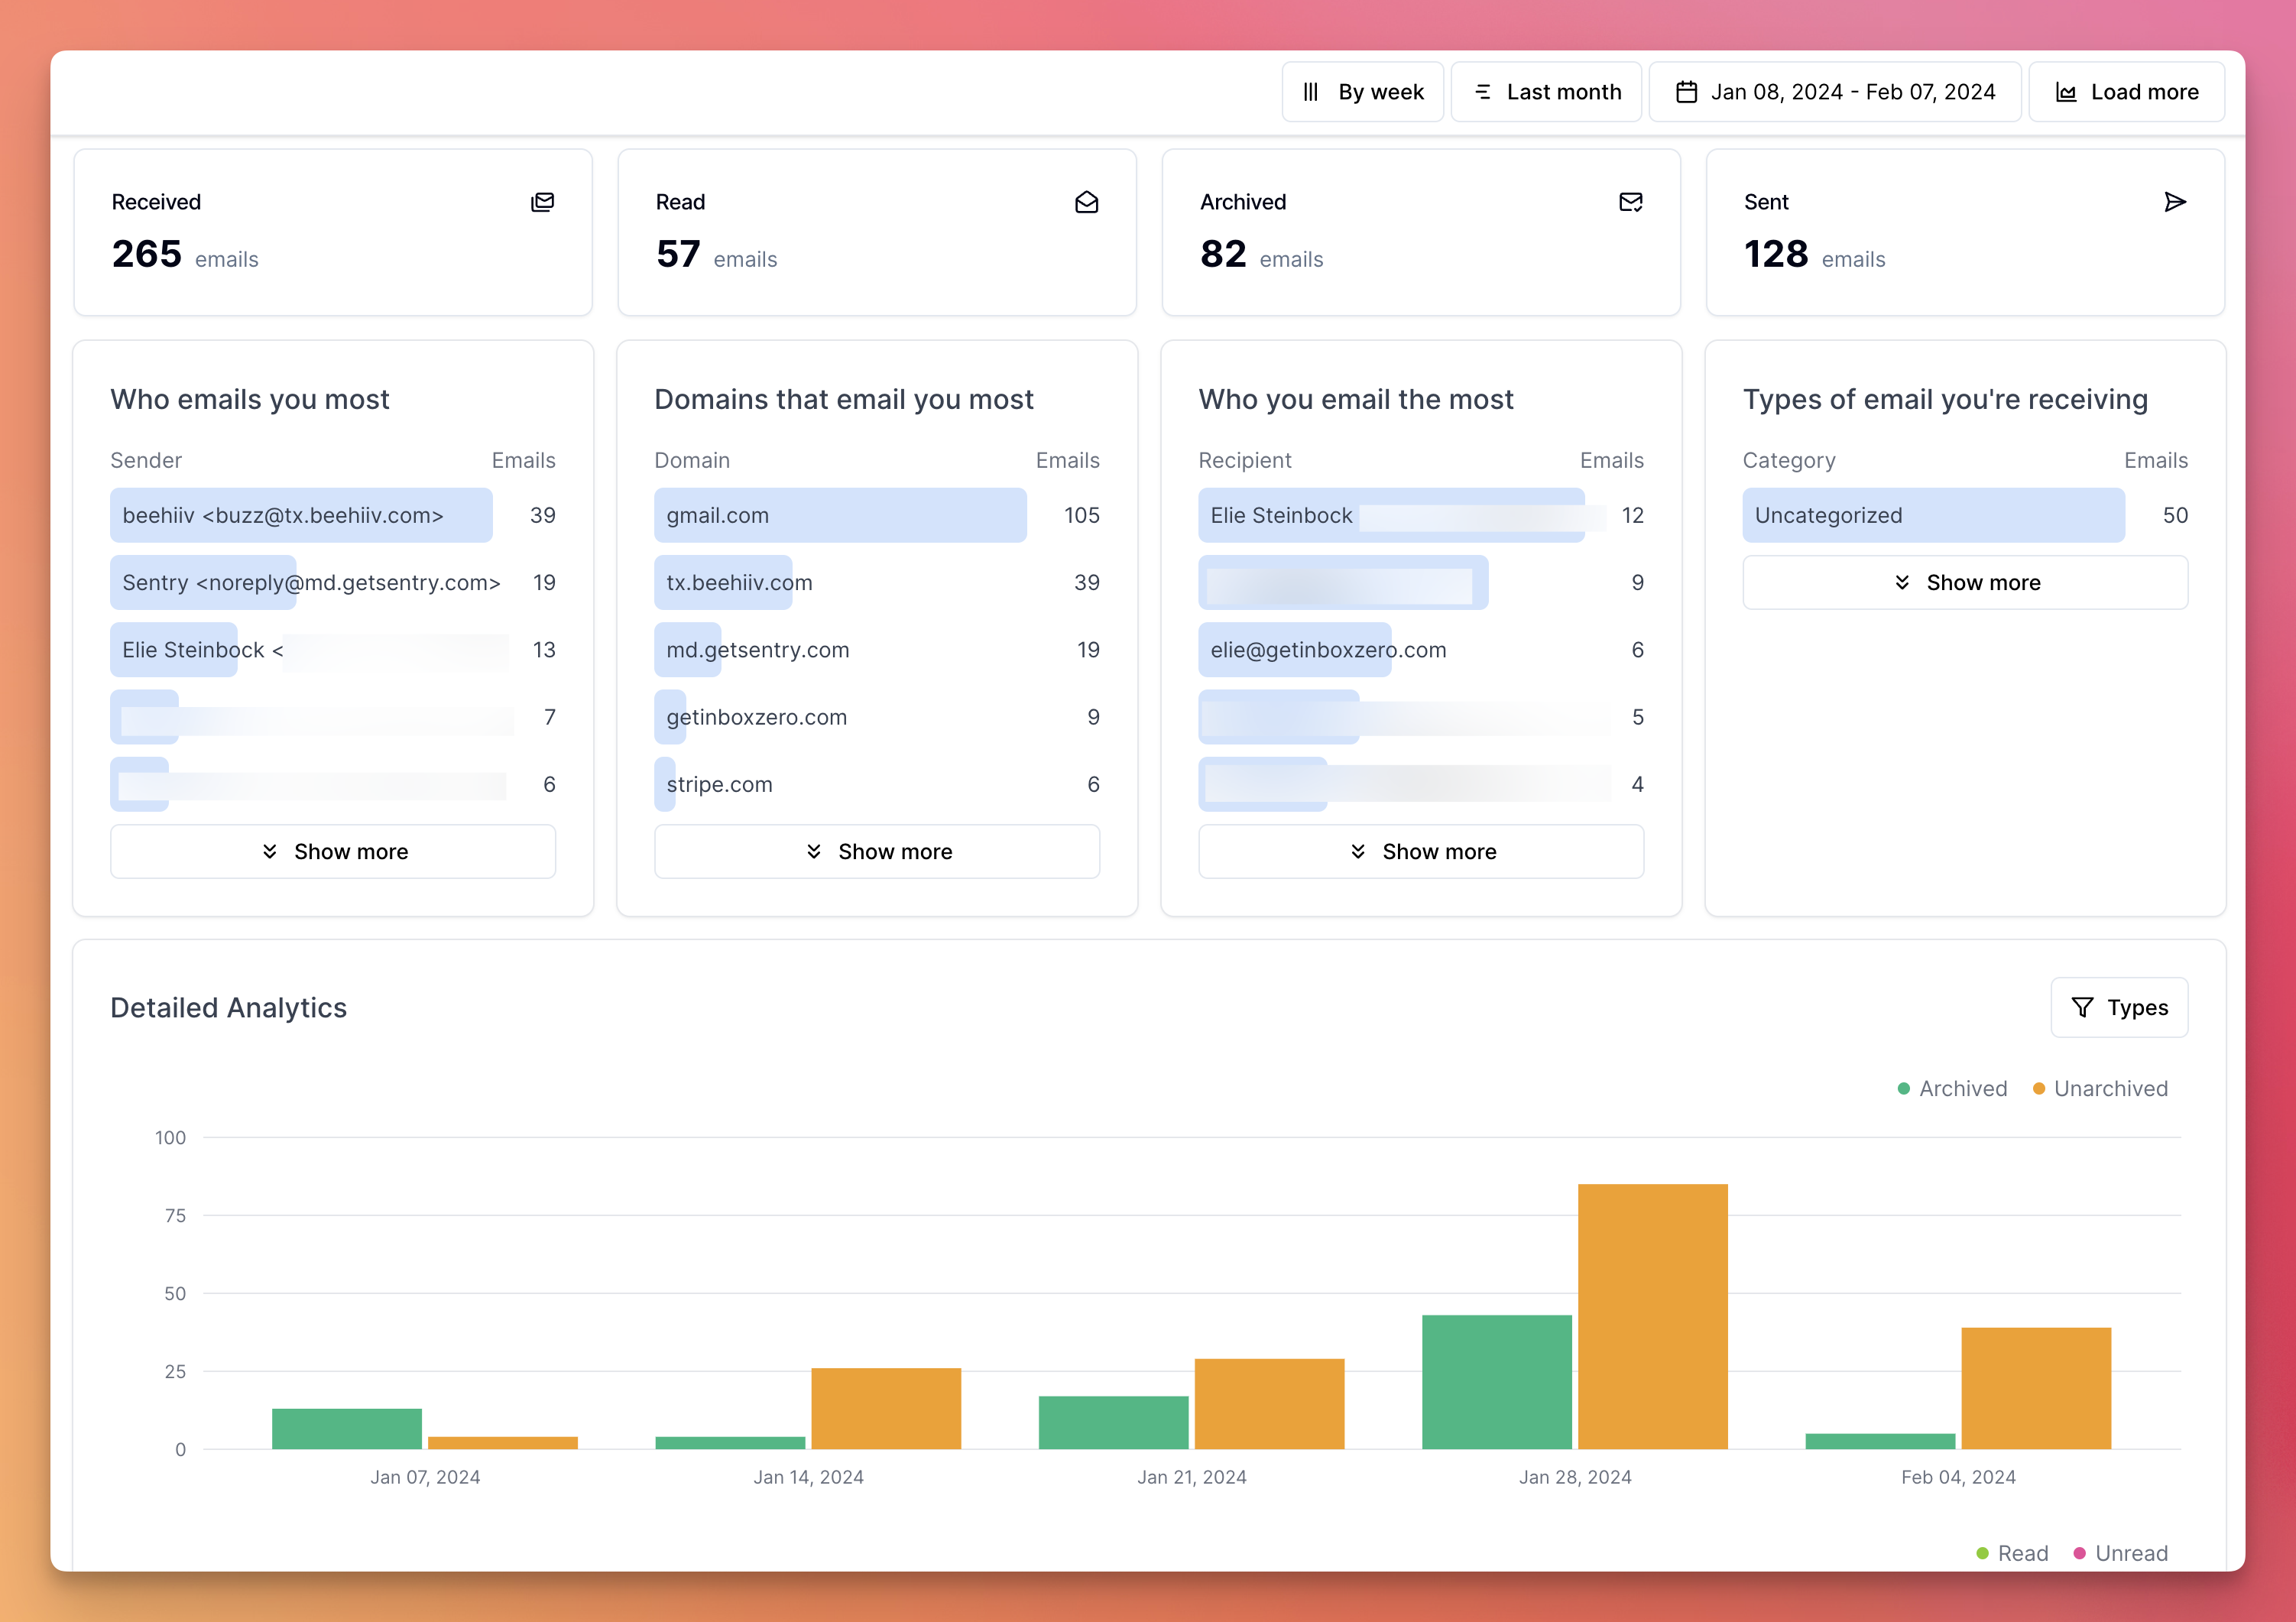 By week Last month Jan 08, 2024 - Feb 07, 2024 Load more
Received
265 emails
Read
57 emails
Archived
82 emails
Sent
128 emails
Who emails you most
Sender Emails
beehiiv <buzz@tx.beehiiv.com> 39
Sentry <noreply@md.getsentry.com> 19
Elie Steinbock < 13
7
6
Show more
Domains that email you most
Domain Emails
gmail.com 105
tx.beehiiv.com 39
md.getsentry.com 19
getinboxzero.com 9
stripe.com 6
Show more
Who you email the most
Recipient Emails
Elie Steinbock 12
9
elie@getinboxzero.com 6
5
4
Show more
Types of email you're receiving
Category Emails
Uncategorized 50
Show more
Detailed Analytics
Types
Archived Unarchived
100
75
50
25
0
Jan 07, 2024 Jan 14, 2024 Jan 21, 2024 Jan 28, 2024 Feb 04, 2024
Read Unread